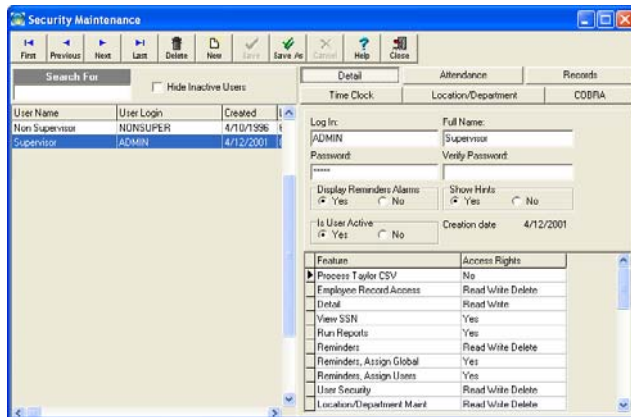 Security Maintenance
First Previous Next Last Delete New Save Save As Cancel Help Close
Search For
Hide Inactive Users
User Name User Login Created
Non Supervisor NONSUPER 4/10/1996
Supervisor ADMIN 4/12/2001
Detail Attendance Records
Time Clock Location/Department COBRA
Log In: Full Name:
ADMIN Supervisor
Password: Verify Password:
*****
Display Reminders Alarms Show Hints
Yes No Yes No
Is User Active Creation date 4/12/2001
Yes No
Feature Access Rights
Process Taylor CSV No
Employee Record Access Read Write Delete
Detail Read Write
View SSN Yes
Run Reports Yes
Reminders Read Write Delete
Reminders, Assign Global Yes
Reminders, Assign Users Yes
User Security Read Write Delete
Location/Department Maint Read Write Delete